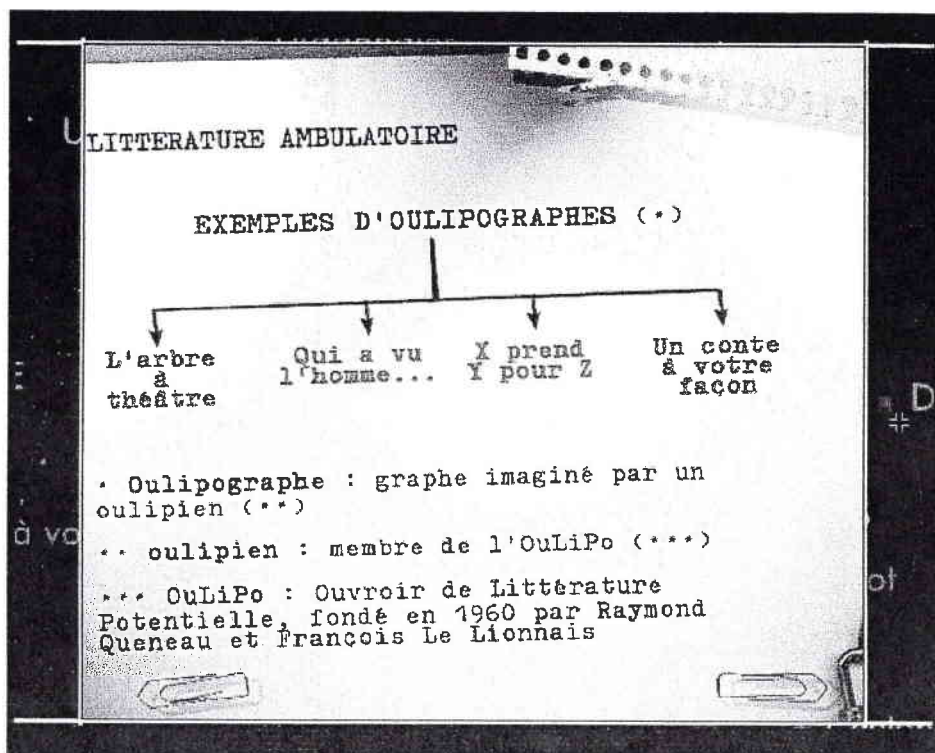 LITTERATURE AMBULATOIRE
EXEMPLES D'OULIPOGRAPHES (*)
L'arbre
à
théâtre
Qui a vu
l'homme...
X prend
Y pour Z
Un conte
à votre
façon
* Oulipographe : graphe imaginé par un
oulipien (**)
** oulipien : membre de l'OuLiPo (***)
*** OuLiPo : Ouvroir de Littérature
Potentielle, fondé en 1960 par Raymond
Queneau et François Le Lionnais
à vo
D
ot